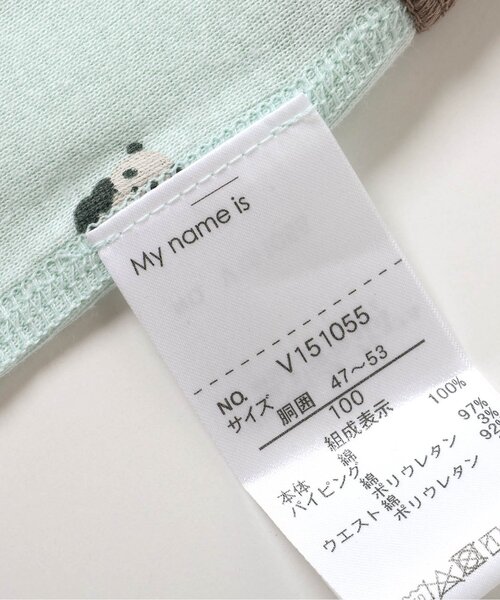 My name is
NO. V151055
サイズ 胴囲 47～53
100
組成表示
本体 綿 100%
パイピング 綿 97%
ポリウレタン 3%
ウエスト 綿 92%
ポリウレタン